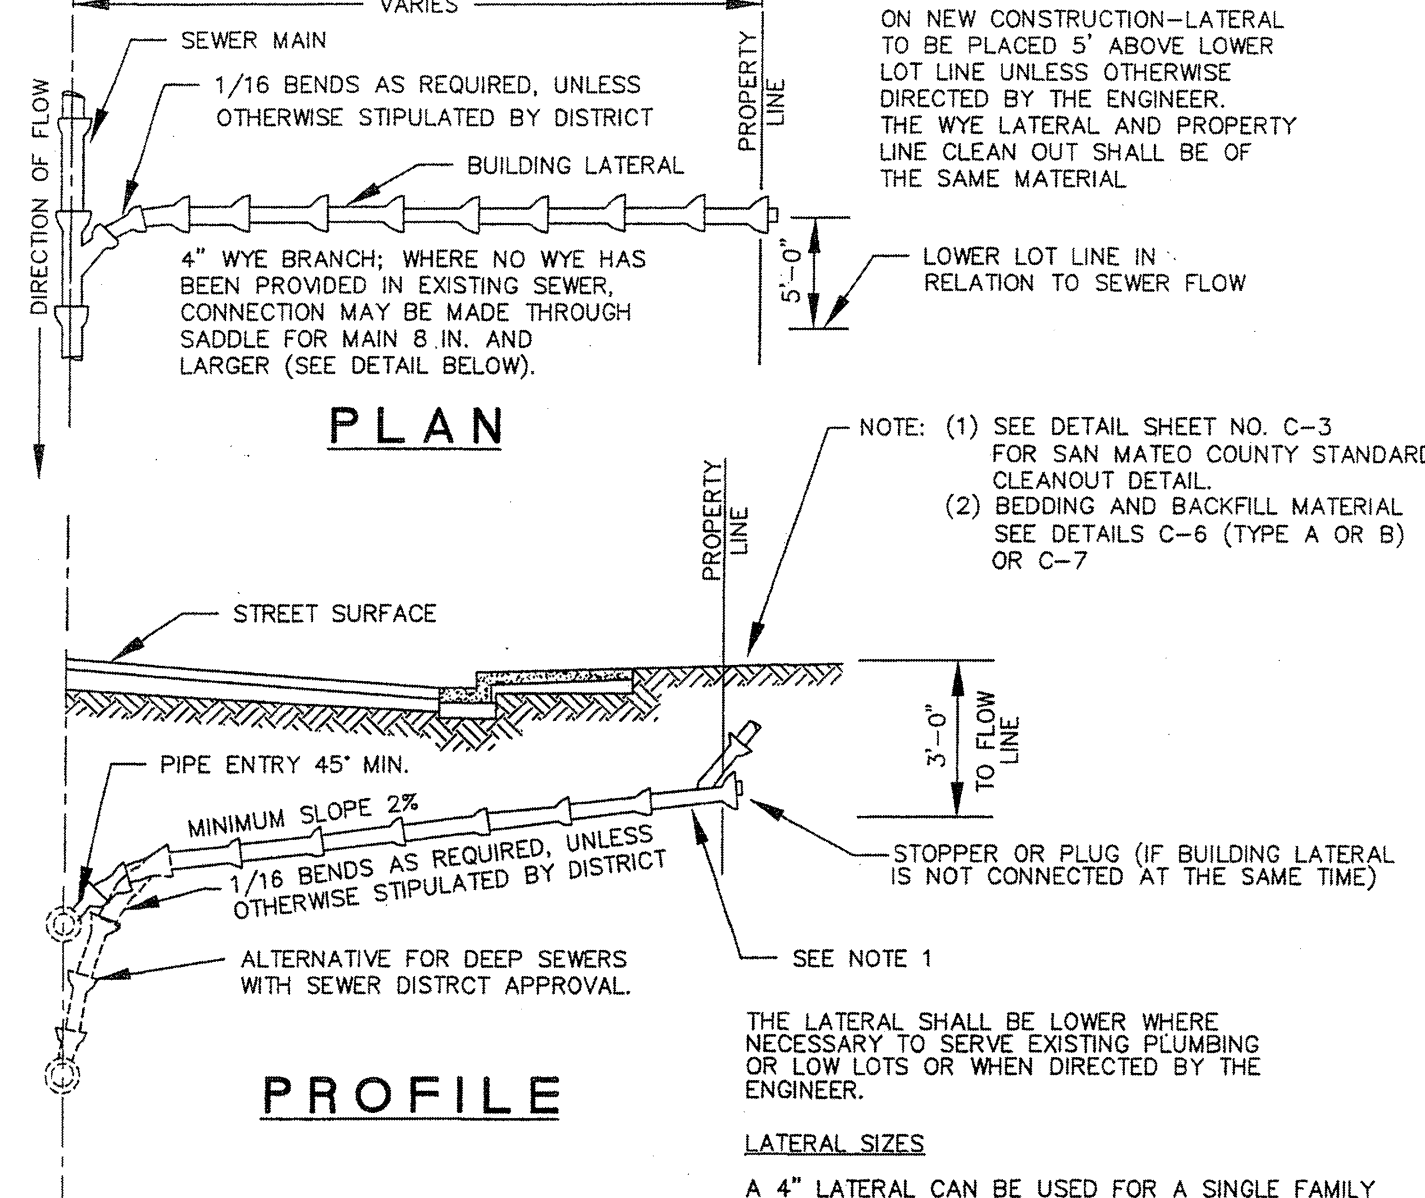 VARIES
SEWER MAIN
1/16 BENDS AS REQUIRED, UNLESS
OTHERWISE STIPULATED BY DISTRICT
BUILDING LATERAL
DIRECTION OF FLOW
PROPERTY
LINE
4" WYE BRANCH; WHERE NO WYE HAS
BEEN PROVIDED IN EXISTING SEWER,
CONNECTION MAY BE MADE THROUGH
SADDLE FOR MAIN 8 IN. AND
LARGER (SEE DETAIL BELOW).
ON NEW CONSTRUCTION-LATERAL
TO BE PLACED 5' ABOVE LOWER
LOT LINE UNLESS OTHERWISE
DIRECTED BY THE ENGINEER.
THE WYE LATERAL AND PROPERTY
LINE CLEAN OUT SHALL BE OF
THE SAME MATERIAL
5'-0"
LOWER LOT LINE IN
RELATION TO SEWER FLOW
PLAN
NOTE: (1) SEE DETAIL SHEET NO. C-3
FOR SAN MATEO COUNTY STANDARD
CLEANOUT DETAIL.
(2) BEDDING AND BACKFILL MATERIAL
SEE DETAILS C-6 (TYPE A OR B)
OR C-7
PROPERTY
LINE
STREET SURFACE
3'-0"
TO FLOW
LINE
PIPE ENTRY 45° MIN.
MINIMUM SLOPE 2%
1/16 BENDS AS REQUIRED, UNLESS
OTHERWISE STIPULATED BY DISTRICT
STOPPER OR PLUG (IF BUILDING LATERAL
IS NOT CONNECTED AT THE SAME TIME)
ALTERNATIVE FOR DEEP SEWERS
WITH SEWER DISTRCT APPROVAL.
SEE NOTE 1
PROFILE
THE LATERAL SHALL BE LOWER WHERE
NECESSARY TO SERVE EXISTING PLUMBING
OR LOW LOTS OR WHEN DIRECTED BY THE
ENGINEER.
LATERAL SIZES
A 4" LATERAL CAN BE USED FOR A SINGLE FAMILY